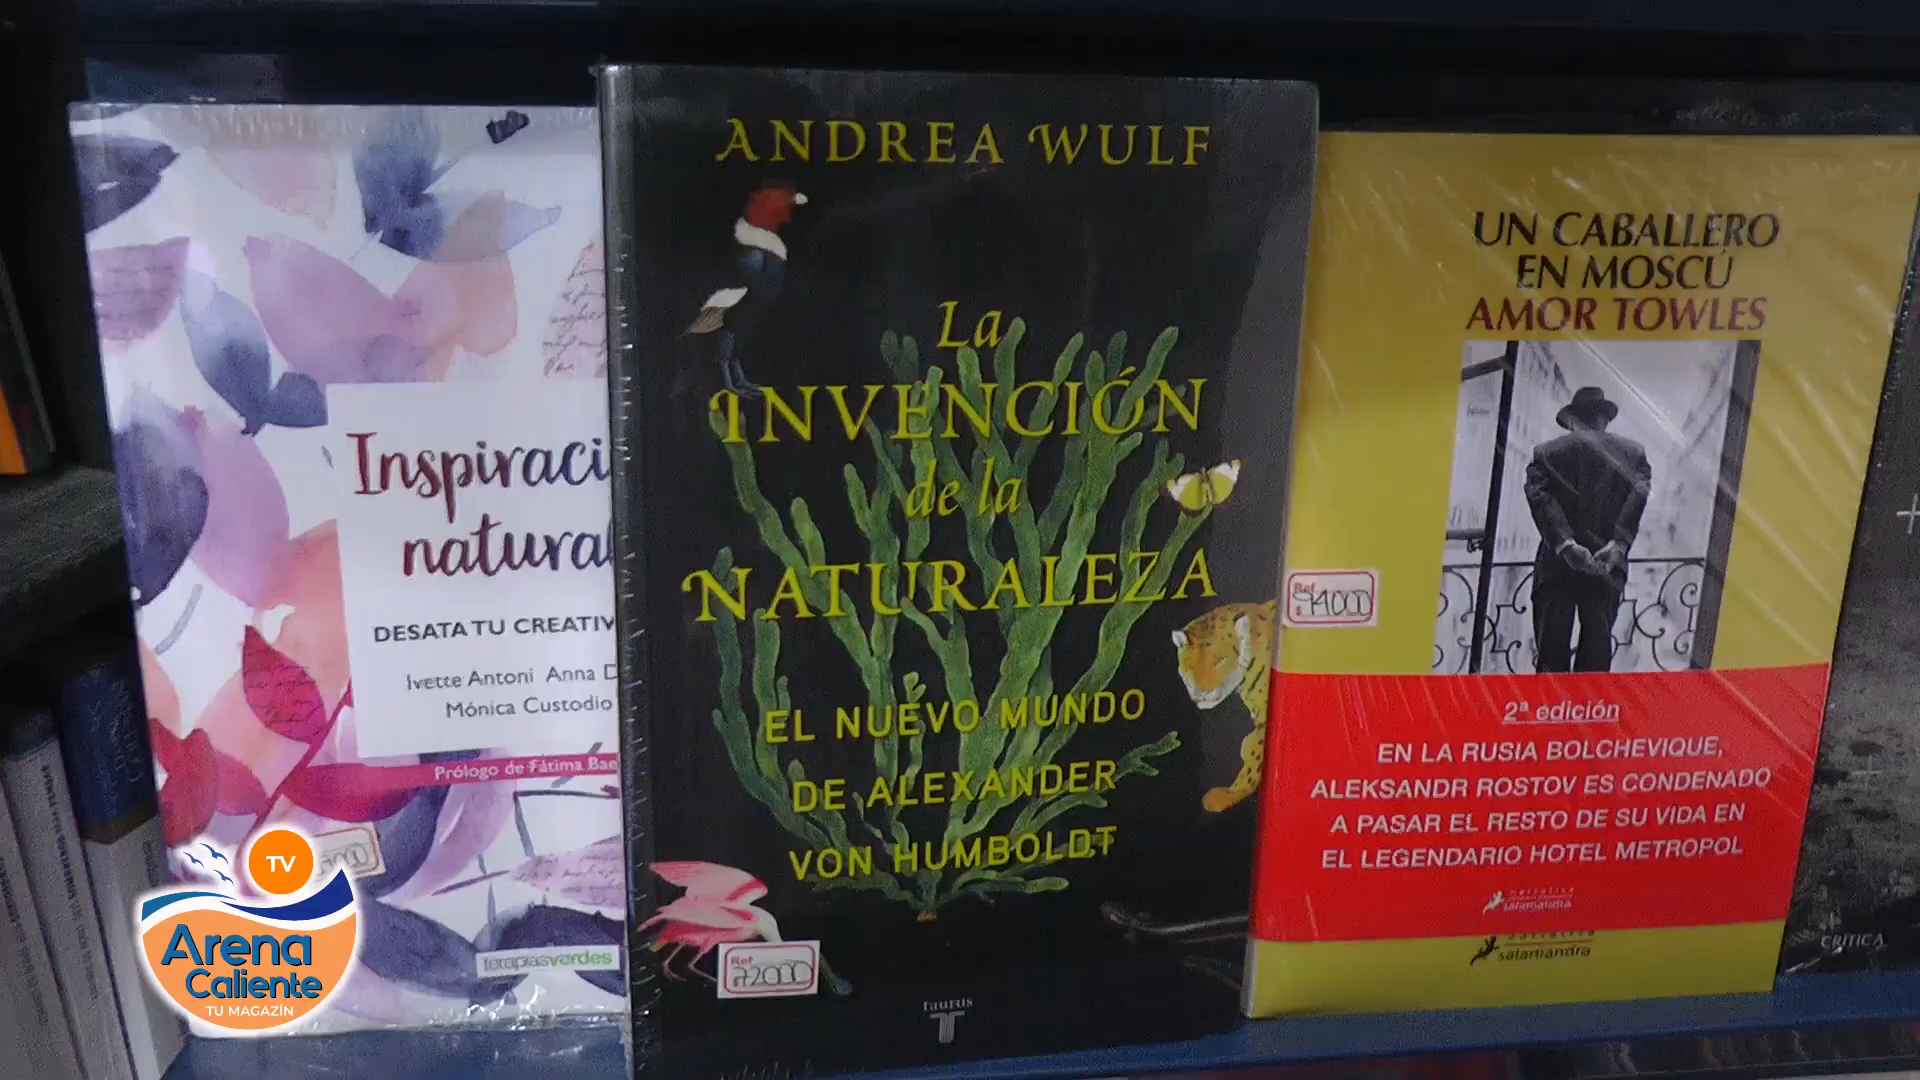 Inspiraci
natural
DESATA TU CREATIV
Ivette Antoni Anna D
Mónica Custodio
Prólogo de Fátima Bae
terapiasverdes
ANDREA WULF
La
INVENCIÓN
de la
NATURALEZA
EL NUEVO MUNDO
DE ALEXANDER
VON HUMBOLDT
Ref
$72000
taurus
T
UN CABALLERO
EN MOSCÚ
AMOR TOWLES
Ref
$94000
2ª edición
EN LA RUSIA BOLCHEVIQUE,
ALEKSANDR ROSTOV ES CONDENADO
A PASAR EL RESTO DE SU VIDA EN
EL LEGENDARIO HOTEL METROPOL
narrativa
salamandra
narrativa
salamandra
CRÍTICA
TV
Arena
Caliente
TU MAGAZÍN